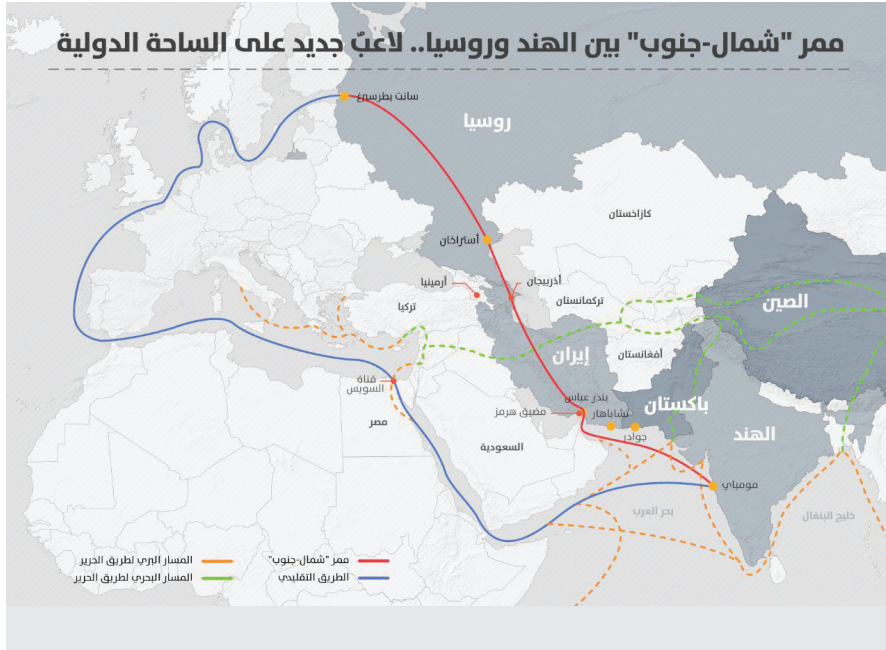 ممر "شمال-جنوب" بين الهند وروسيا.. لاعبٌ جديد على الساحة الدولية
سانت بطرسبرغ
روسيا
كازاخستان
أستراخان
أذربيجان
أرمينيا
تركيا
تركمانستان
الصين
إيران
أفغانستان
قناة
السويس
بندر عباس
باكستان
تشاباهار
مضيق هرمز
مصر
جوادر
الهند
السعودية
مومباي
بحر العرب
خليج البنغال
ممر "شمال-جنوب"
المسار البري لطريق الحرير
الطريق التقليدي
المسار البحري لطريق الحرير